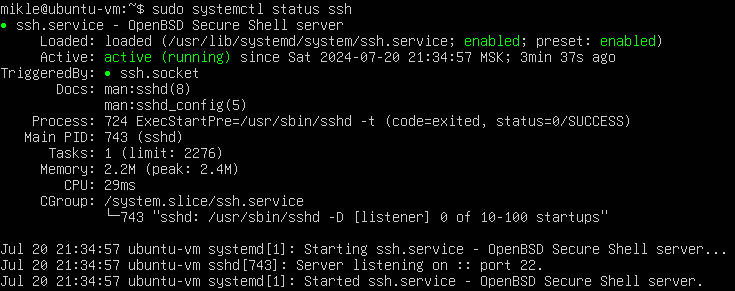 mikle@ubuntu-vm:~$ sudo systemctl status ssh
● ssh.service - OpenBSD Secure Shell server
     Loaded: loaded (/usr/lib/systemd/system/ssh.service; enabled; preset: enabled)
     Active: active (running) since Sat 2024-07-20 21:34:57 MSK; 3min 37s ago
TriggeredBy: ● ssh.socket
       Docs: man:sshd(8)
             man:sshd_config(5)
    Process: 724 ExecStartPre=/usr/sbin/sshd -t (code=exited, status=0/SUCCESS)
   Main PID: 743 (sshd)
      Tasks: 1 (limit: 2276)
     Memory: 2.2M (peak: 2.4M)
        CPU: 29ms
     CGroup: /system.slice/ssh.service
             └─743 "sshd: /usr/sbin/sshd -D [listener] 0 of 10-100 startups"

Jul 20 21:34:57 ubuntu-vm systemd[1]: Starting ssh.service - OpenBSD Secure Shell server...
Jul 20 21:34:57 ubuntu-vm sshd[743]: Server listening on :: port 22.
Jul 20 21:34:57 ubuntu-vm systemd[1]: Started ssh.service - OpenBSD Secure Shell server.